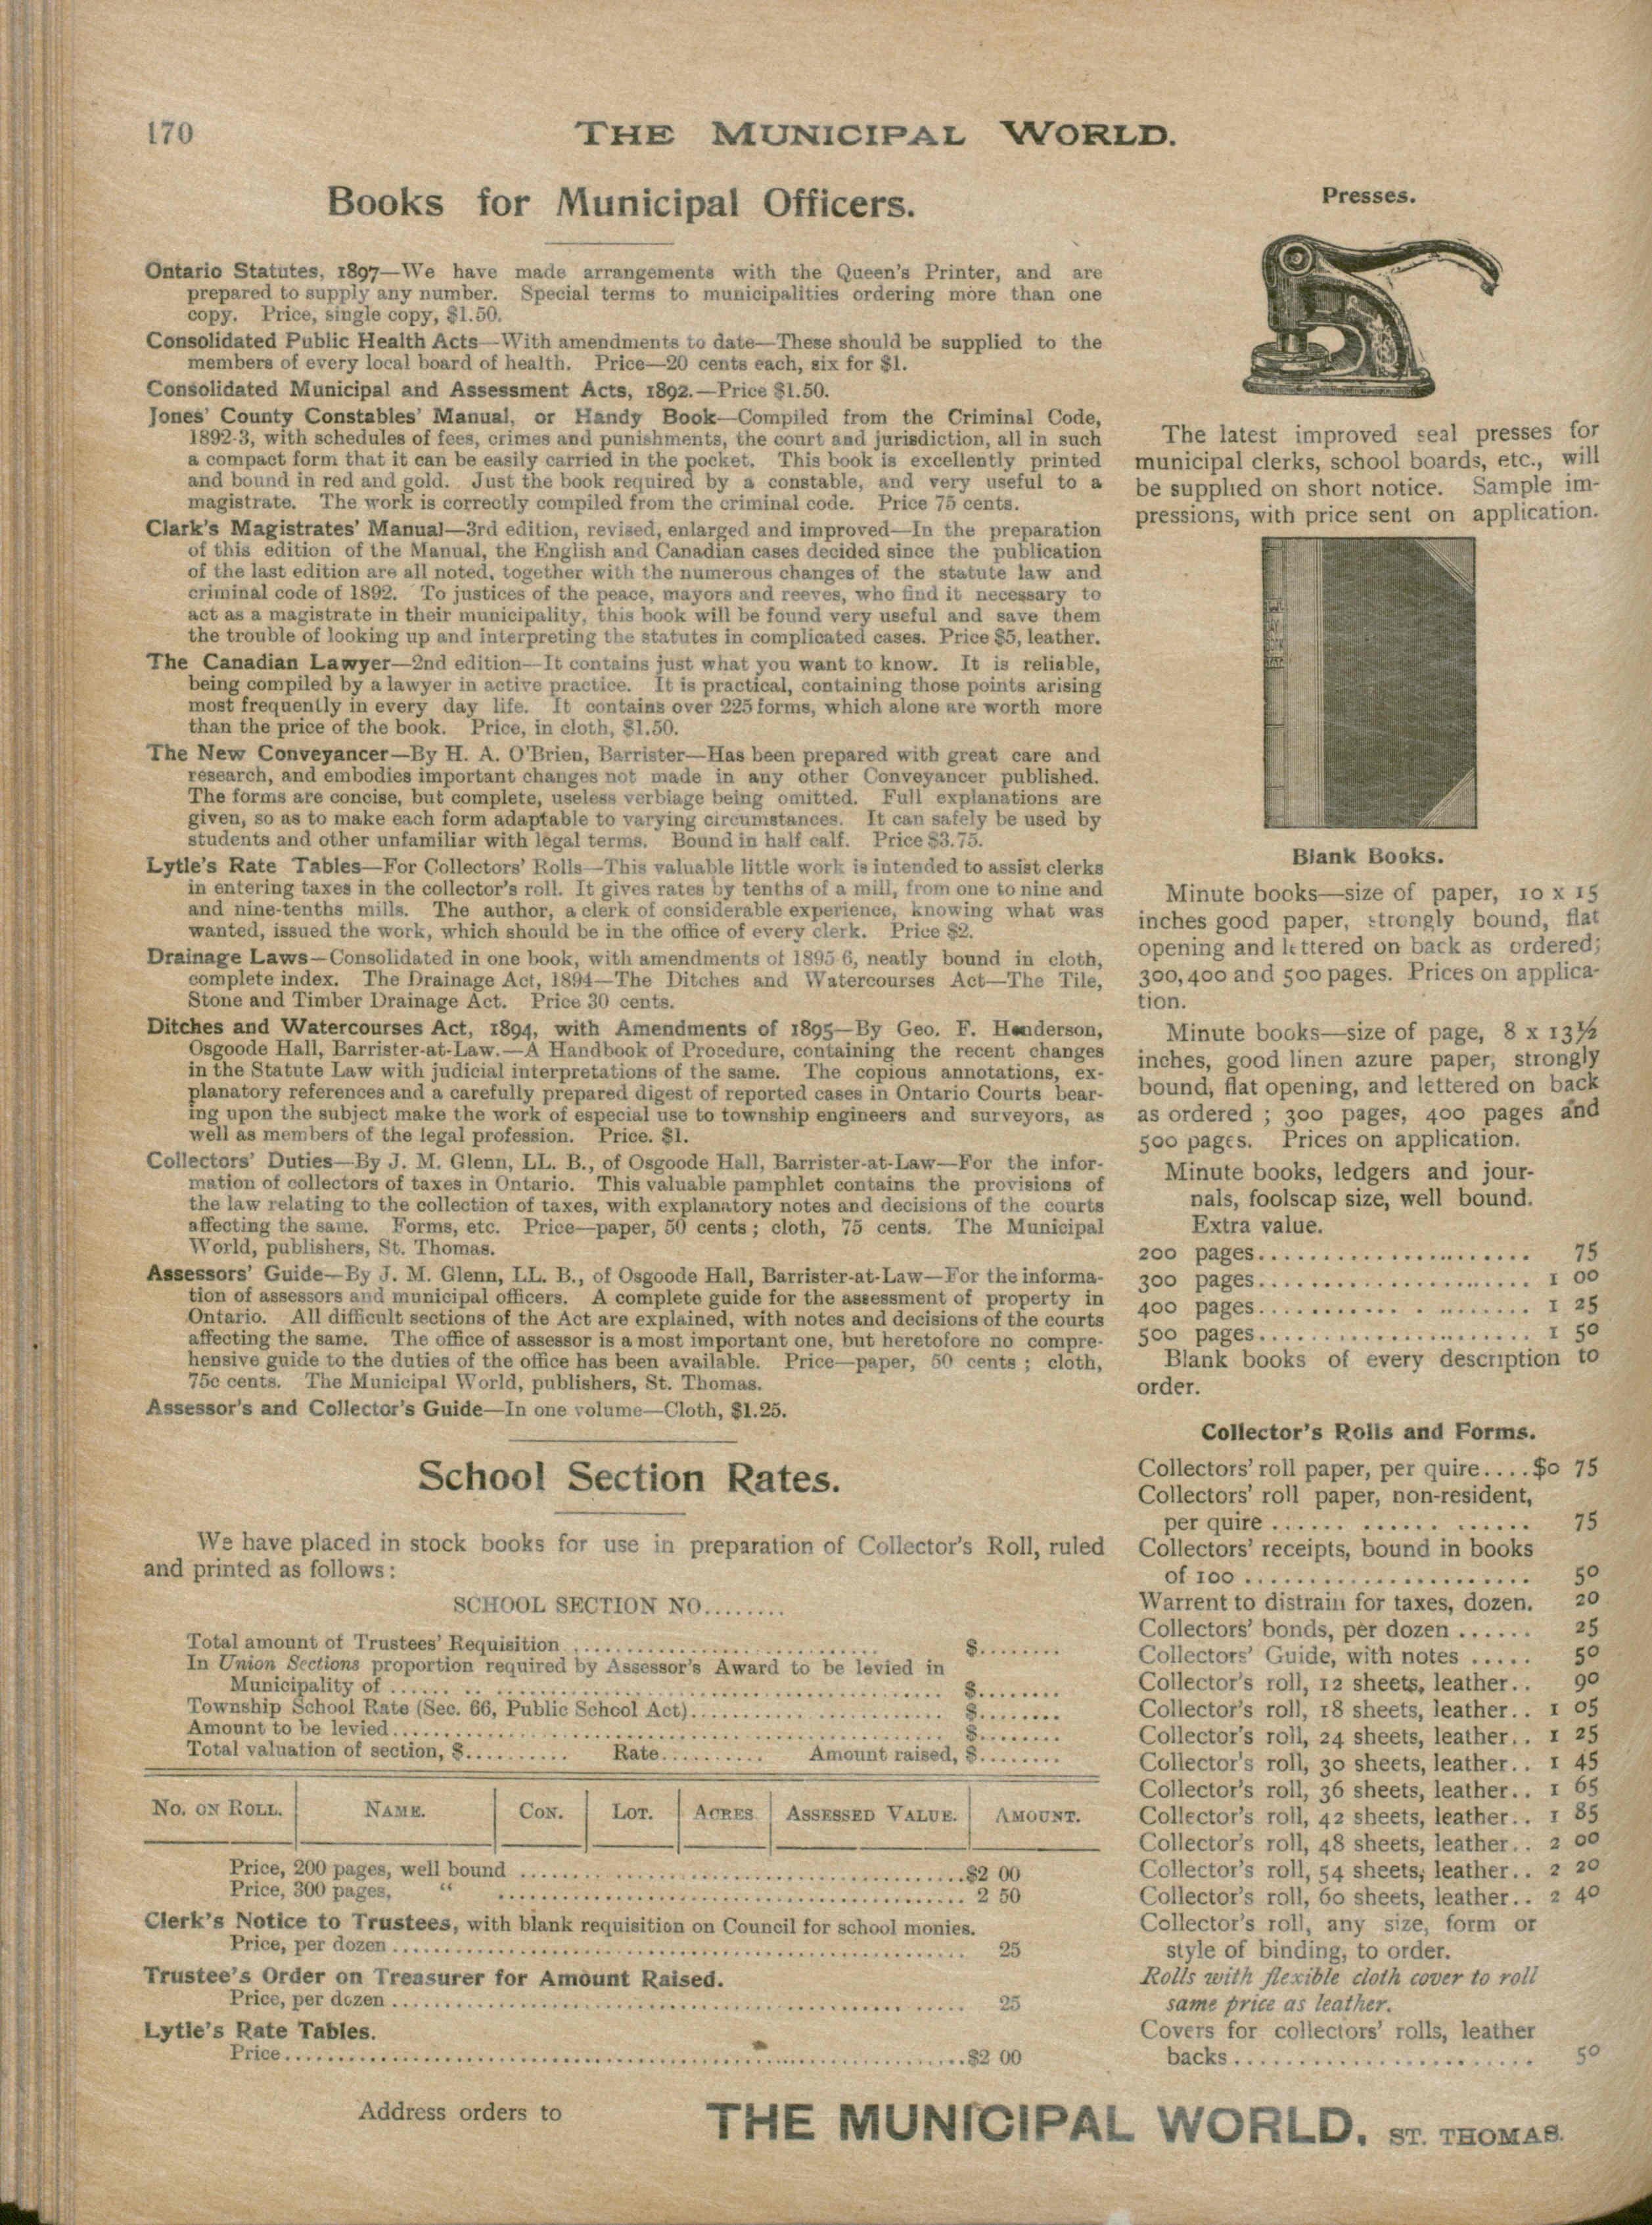 170
THE MUNICIPAL WORLD.
Books for Municipal Officers.
Ontario Statutes, 1897—We have made arrangements with the Queen's Printer, and are
prepared to supply any number. Special terms to municipalities ordering more than one
copy. Price, single copy, $1.50.
Consolidated Public Health Acts—With amendments to date—These should be supplied to the
members of every local board of health. Price—20 cents each, six for $1.
Consolidated Municipal and Assessment Acts, 1892.—Price $1.50.
Jones' County Constables' Manual, or Handy Book—Compiled from the Criminal Code,
1892-3, with schedules of fees, crimes and punishments, the court and jurisdiction, all in such
a compact form that it can be easily carried in the pocket. This book is excellently printed
and bound in red and gold. Just the book required by a constable, and very useful to a
magistrate. The work is correctly compiled from the criminal code. Price 75 cents.
Clark's Magistrates' Manual—3rd edition, revised, enlarged and improved—In the preparation
of this edition of the Manual, the English and Canadian cases decided since the publication
of the last edition are all noted, together with the numerous changes of the statute law and
criminal code of 1892. To justices of the peace, mayors and reeves, who find it necessary to
act as a magistrate in their municipality, this book will be found very useful and save them
the trouble of looking up and interpreting the statutes in complicated cases. Price $5, leather.
The Canadian Lawyer—2nd edition—It contains just what you want to know. It is reliable,
being compiled by a lawyer in active practice. It is practical, containing those points arising
most frequently in every day life. It contains over 225 forms, which alone are worth more
than the price of the book. Price, in cloth, $1.50.
The New Conveyancer—By H. A. O'Brien, Barrister—Has been prepared with great care and
research, and embodies important changes not made in any other Conveyancer published.
The forms are concise, but complete, useless verbiage being omitted. Full explanations are
given, so as to make each form adaptable to varying circumstances. It can safely be used by
students and other unfamiliar with legal terms. Bound in half calf. Price $3.75.
Lytle's Rate Tables—For Collectors' Rolls—This valuable little work is intended to assist clerks
in entering taxes in the collector's roll. It gives rates by tenths of a mill, from one to nine and
and nine-tenths mills. The author, a clerk of considerable experience, knowing what was
wanted, issued the work, which should be in the office of every clerk. Price $2.
Drainage Laws—Consolidated in one book, with amendments of 1895 6, neatly bound in cloth,
complete index. The Drainage Act, 1894—The Ditches and Watercourses Act—The Tile,
Stone and Timber Drainage Act. Price 30 cents.
Ditches and Watercourses Act, 1894, with Amendments of 1895—By Geo. F. Henderson,
Osgoode Hall, Barrister-at-Law.—A Handbook of Procedure, containing the recent changes
in the Statute Law with judicial interpretations of the same. The copious annotations, ex-
planatory references and a carefully prepared digest of reported cases in Ontario Courts bear-
ing upon the subject make the work of especial use to township engineers and surveyors, as
well as members of the legal profession. Price. $1.
Collectors' Duties—By J. M. Glenn, LL. B., of Osgoode Hall, Barrister-at-Law—For the infor-
mation of collectors of taxes in Ontario. This valuable pamphlet contains the provisions of
the law relating to the collection of taxes, with explanatory notes and decisions of the courts
affecting the same. Forms, etc. Price—paper, 50 cents; cloth, 75 cents. The Municipal
World, publishers, St. Thomas.
Assessors' Guide—By J. M. Glenn, LL. B., of Osgoode Hall, Barrister-at-Law—For the informa-
tion of assessors and municipal officers. A complete guide for the assessment of property in
Ontario. All difficult sections of the Act are explained, with notes and decisions of the courts
affecting the same. The office of assessor is a most important one, but heretofore no compre-
hensive guide to the duties of the office has been available. Price—paper, 50 cents; cloth,
75c cents. The Municipal World, publishers, St. Thomas.
Assessor's and Collector's Guide—In one volume—Cloth, $1.25.
School Section Rates.
We have placed in stock books for use in preparation of Collector's Roll, ruled
and printed as follows:
SCHOOL SECTION NO........
Total amount of Trustees' Requisition .............................. $........
In Union Sections proportion required by Assessor's Award to be levied in
Municipality of .................................................. $........
Township School Rate (Sec. 66, Public School Act)........................ $........
Amount to be levied.................................................. $........
Total valuation of section, $.......... Rate.......... Amount raised, $........
NO. ON ROLL. NAME. CON. LOT. ACRES ASSESSED VALUE. AMOUNT.
Price, 200 pages, well bound ..........................................$2 00
Price, 300 pages, " .......................................... 2 50
Clerk's Notice to Trustees, with blank requisition on Council for school monies.
Price, per dozen ...................................................... 25
Trustee's Order on Treasurer for Amount Raised.
Price, per dozen ...................................................... 25
Lytle's Rate Tables.
Price................................................................$2 00
Presses.
The latest improved seal presses for
municipal clerks, school boards, etc., will
be supplied on short notice. Sample im-
pressions, with price sent on application.
Blank Books.
Minute books—size of paper, 10 x 15
inches good paper, strongly bound, flat
opening and lettered on back as ordered;
300, 400 and 500 pages. Prices on applica-
tion.
Minute books—size of page, 8 x 13½
inches, good linen azure paper, strongly
bound, flat opening, and lettered on back
as ordered ; 300 pages, 400 pages and
500 pages. Prices on application.
Minute books, ledgers and jour-
nals, foolscap size, well bound.
Extra value.
200 pages........................ 75
300 pages........................ 1 00
400 pages........................ 1 25
500 pages........................ 1 50
Blank books of every description to
order.
Collector's Rolls and Forms.
Collectors' roll paper, per quire....$0 75
Collectors' roll paper, non-resident,
per quire ...... ...... ...... 75
Collectors' receipts, bound in books
of 100 ...................... 50
Warrent to distrain for taxes, dozen. 20
Collectors' bonds, per dozen ...... 25
Collectors' Guide, with notes ..... 50
Collector's roll, 12 sheets, leather.. 90
Collector's roll, 18 sheets, leather.. 1 05
Collector's roll, 24 sheets, leather.. 1 25
Collector's roll, 30 sheets, leather.. 1 45
Collector's roll, 36 sheets, leather.. 1 65
Collector's roll, 42 sheets, leather.. 1 85
Collector's roll, 48 sheets, leather.. 2 00
Collector's roll, 54 sheets, leather.. 2 20
Collector's roll, 60 sheets, leather.. 2 40
Collector's roll, any size, form or
style of binding, to order.
Rolls with flexible cloth cover to roll
same price as leather.
Covers for collectors' rolls, leather
backs........................ 50
Address orders to
THE MUNICIPAL WORLD, ST. THOMAS.